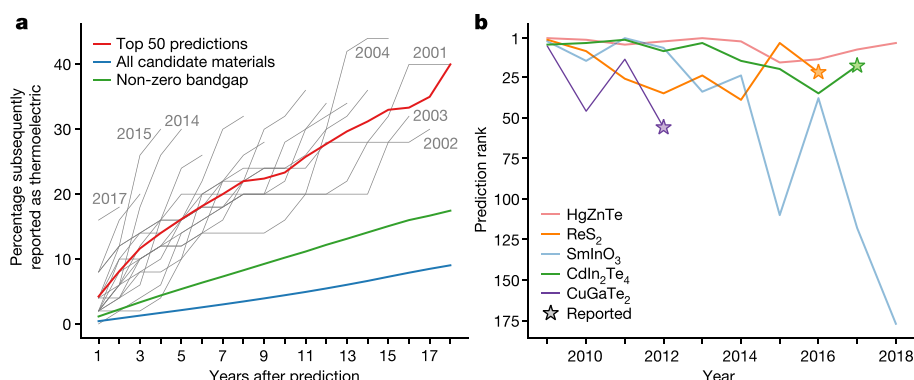 a
Percentage subsequently
reported as thermoelectric
40
30
20
10
0
Top 50 predictions
All candidate materials
Non-zero bandgap
2004
2001
2015
2014
2003
2002
2017
1 3 5 7 9 11 13 15 17
Years after prediction
b
Prediction rank
1
25
50
75
100
125
150
175
HgZnTe
ReS₂
SmInO₃
CdIn₂Te₄
CuGaTe₂
Reported
2010 2012 2014 2016 2018
Year